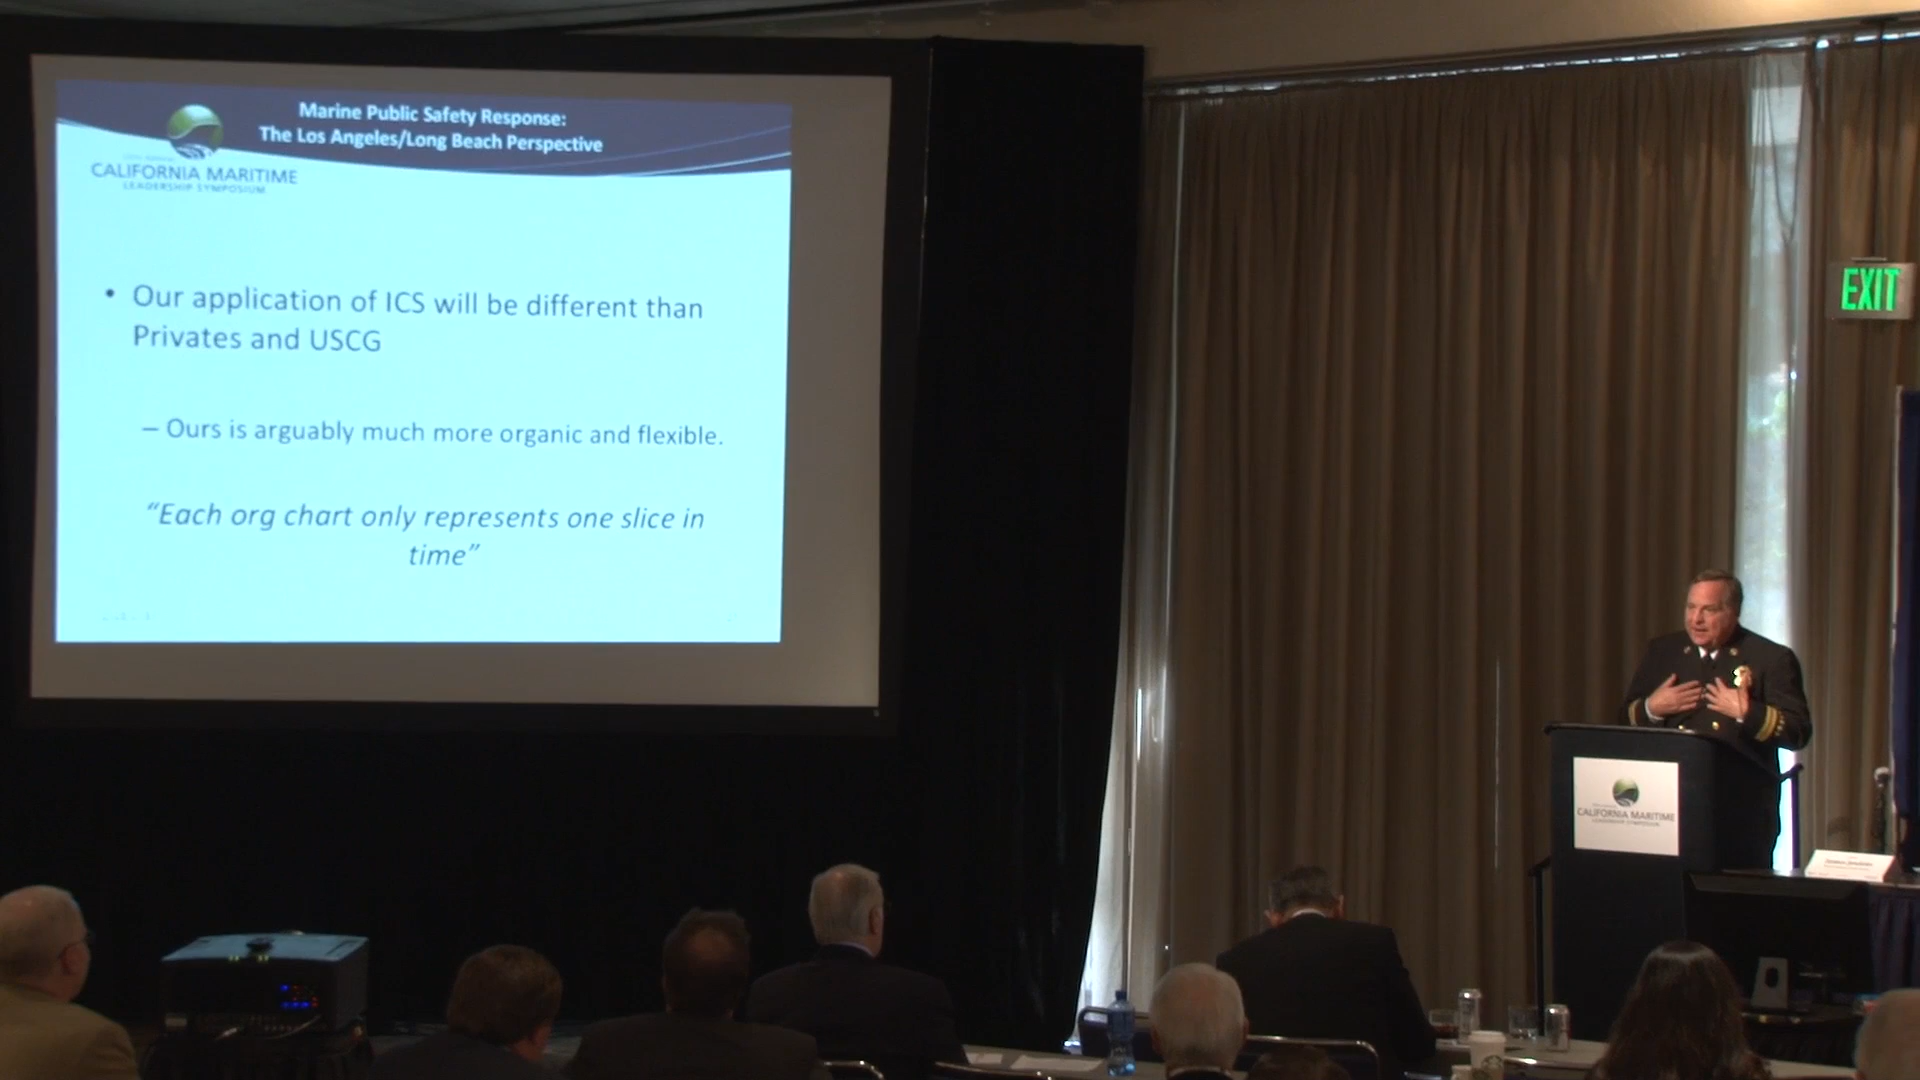 Marine Public Safety Response:
The Los Angeles/Long Beach Perspective
CALIFORNIA MARITIME
LEADERSHIP SYMPOSIUM
• Our application of ICS will be different than
Privates and USCG
– Ours is arguably much more organic and flexible.
“Each org chart only represents one slice in
time”
EXIT
CALIFORNIA MARITIME
LEADERSHIP SYMPOSIUM